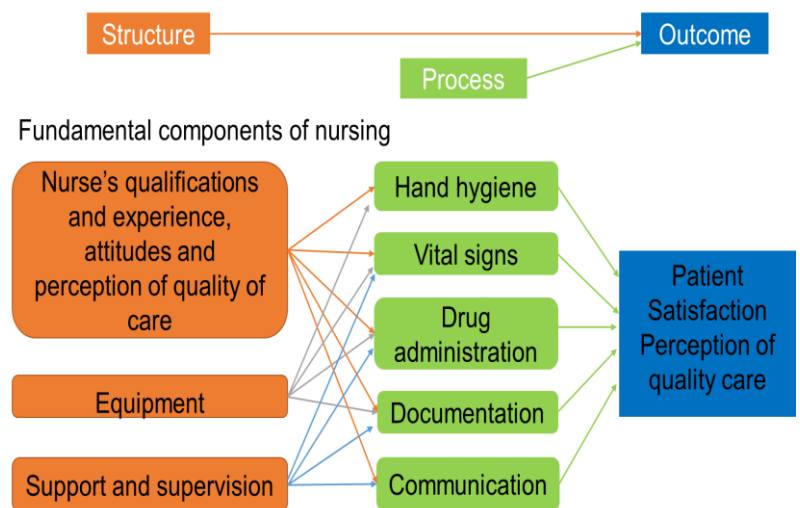 Structure
Outcome
Process
Fundamental components of nursing
Nurse’s qualifications
and experience,
attitudes and
perception of quality of
care
Equipment
Support and supervision
Hand hygiene
Vital signs
Drug
administration
Documentation
Communication
Patient
Satisfaction
Perception of
quality care